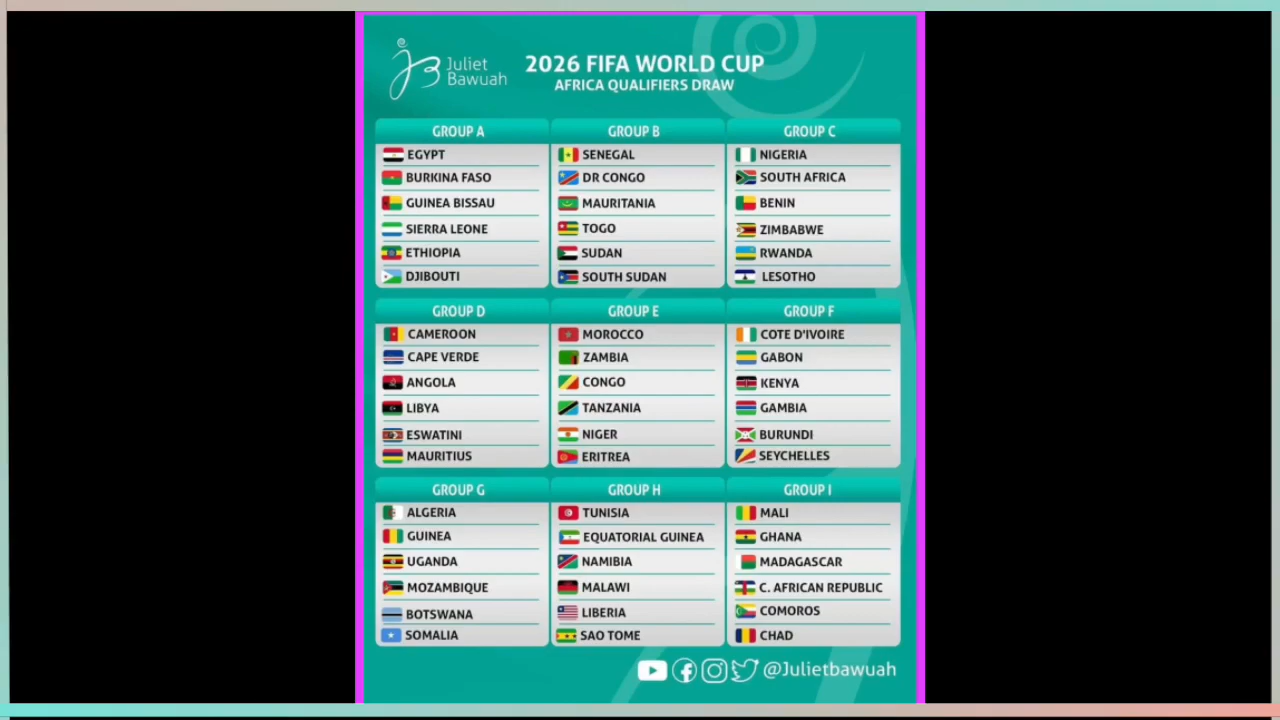 Juliet
Bawuah
2026 FIFA WORLD CUP
AFRICA QUALIFIERS DRAW
GROUP A
EGYPT
BURKINA FASO
GUINEA BISSAU
SIERRA LEONE
ETHIOPIA
DJIBOUTI
GROUP B
SENEGAL
DR CONGO
MAURITANIA
TOGO
SUDAN
SOUTH SUDAN
GROUP C
NIGERIA
SOUTH AFRICA
BENIN
ZIMBABWE
RWANDA
LESOTHO
GROUP D
CAMEROON
CAPE VERDE
ANGOLA
LIBYA
ESWATINI
MAURITIUS
GROUP E
MOROCCO
ZAMBIA
CONGO
TANZANIA
NIGER
ERITREA
GROUP F
COTE D'IVOIRE
GABON
KENYA
GAMBIA
BURUNDI
SEYCHELLES
GROUP G
ALGERIA
GUINEA
UGANDA
MOZAMBIQUE
BOTSWANA
SOMALIA
GROUP H
TUNISIA
EQUATORIAL GUINEA
NAMIBIA
MALAWI
LIBERIA
SAO TOME
GROUP I
MALI
GHANA
MADAGASCAR
C. AFRICAN REPUBLIC
COMOROS
CHAD
@Julietbawuah